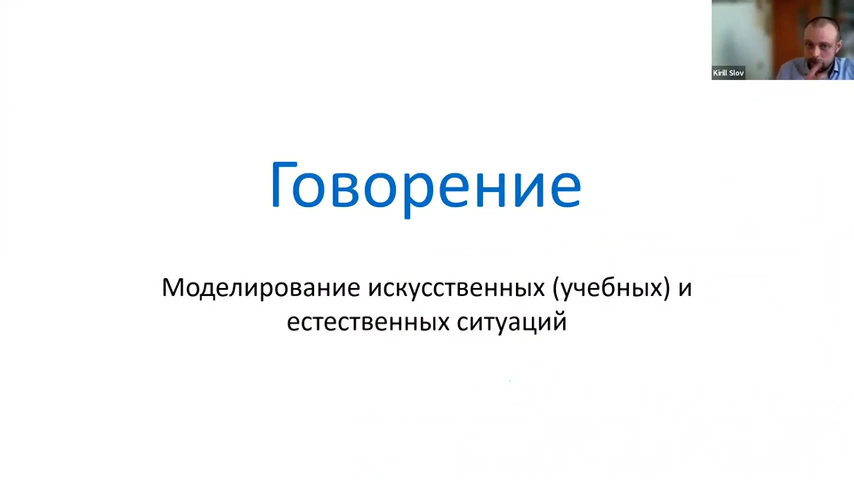 Kirill Slov
Говорение
Моделирование искусственных (учебных) и
естественных ситуаций